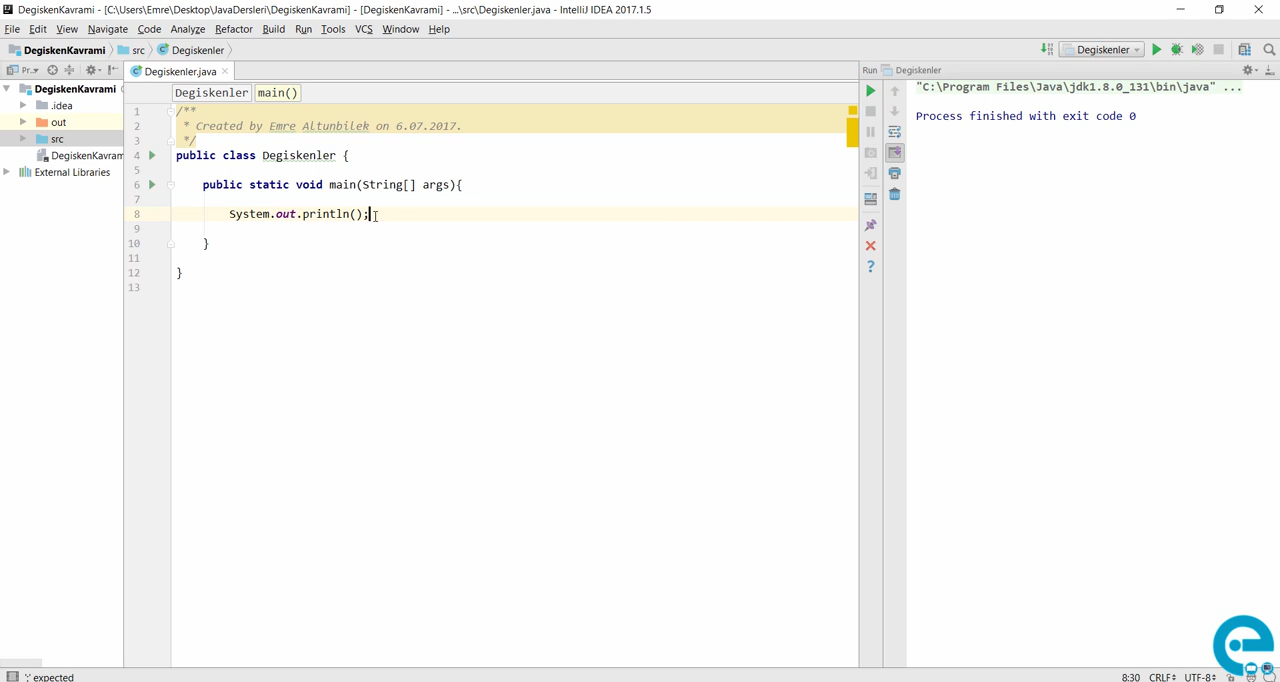 DegiskenKavrami - [C:\Users\Emre\Desktop\JavaDersleri\DegiskenKavrami] - [DegiskenKavrami] - ...\src\Degiskenler.java - IntelliJ IDEA 2017.1.5
File Edit View Navigate Code Analyze Refactor Build Run Tools VCS Window Help
DegiskenKavrami src Degiskenler
Degiskenler
Pr...
Degiskenler.java
Run Degiskenler
DegiskenKavrami
.idea
out
src
DegiskenKavram
External Libraries
Degiskenler main()
1 /**
2 * Created by Emre Altunbilek on 6.07.2017.
3 */
4 public class Degiskenler {
5
6 public static void main(String[] args){
7
8 System.out.println();
9
10 }
11
12 }
13
"C:\Program Files\Java\jdk1.8.0_131\bin\java" ...
Process finished with exit code 0
';' expected
8:30 CRLF UTF-8